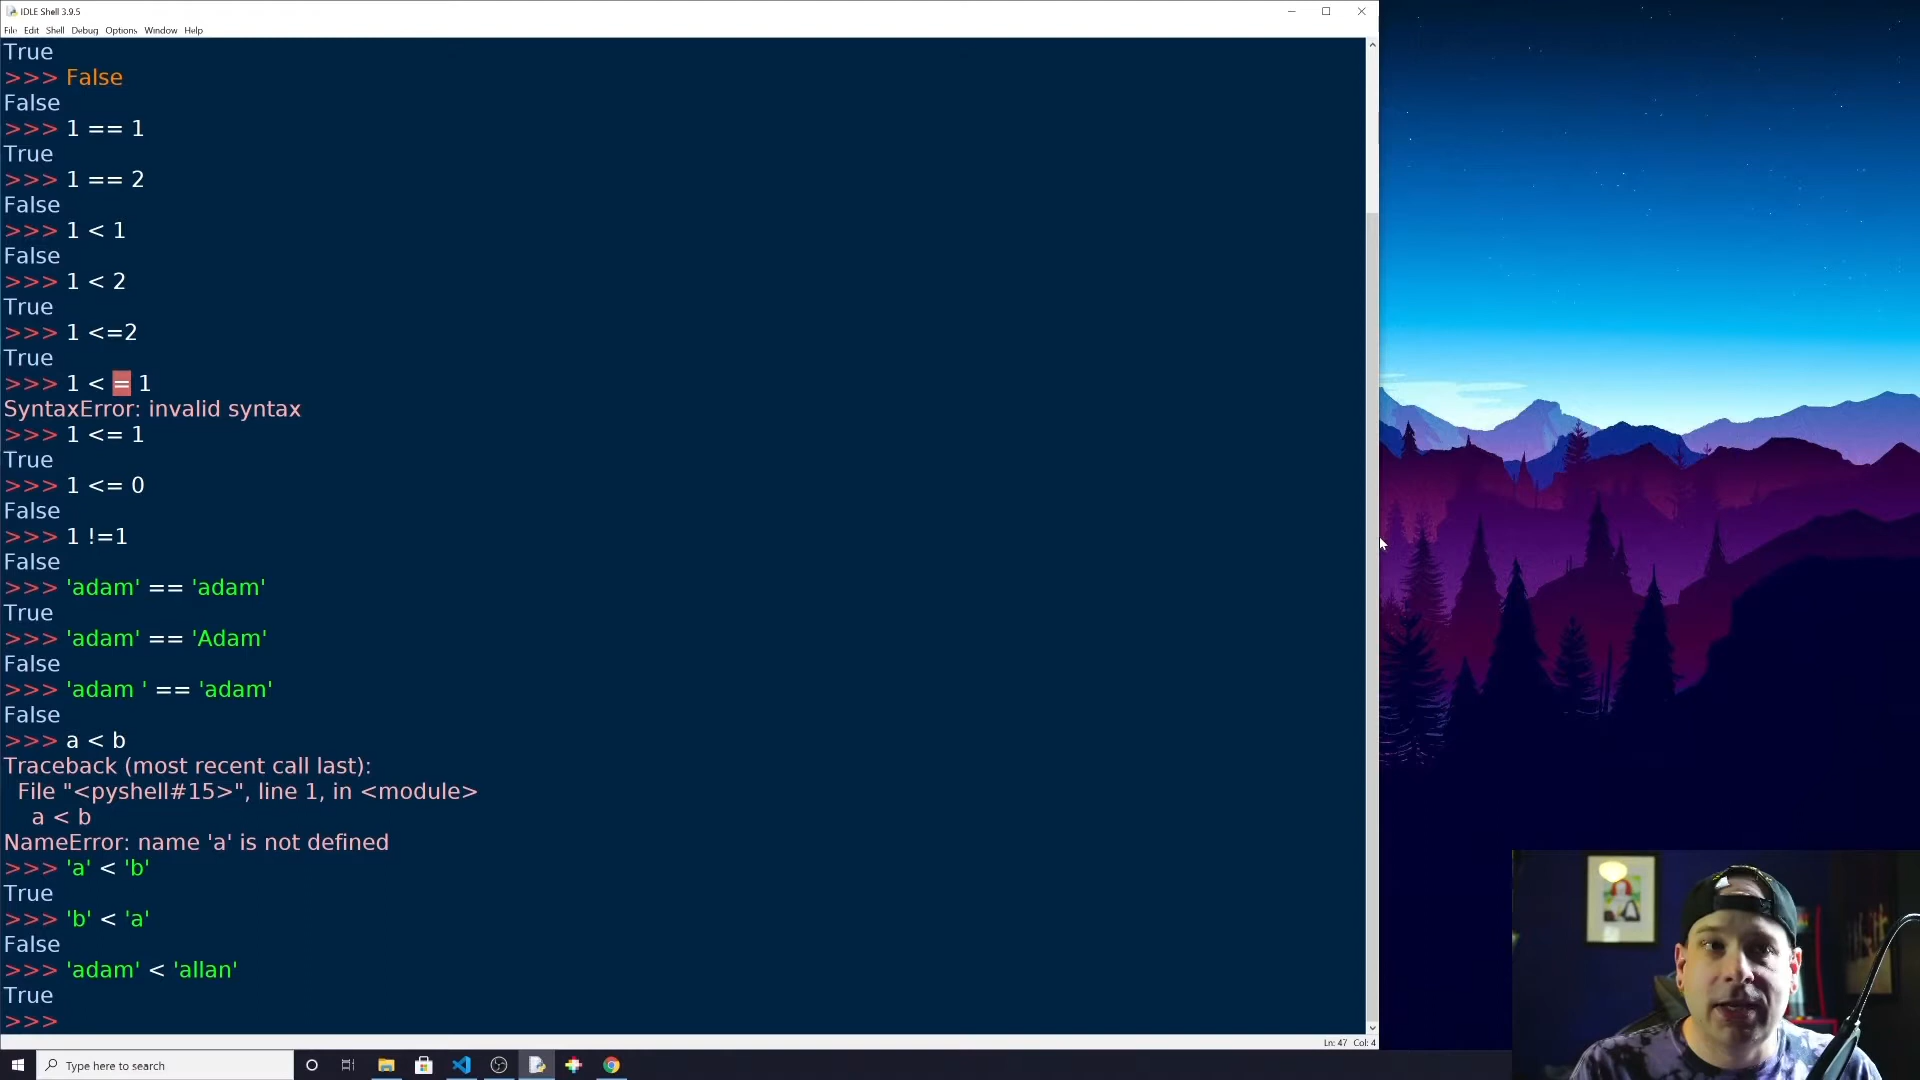 IDLE Shell 3.9.5
File Edit Shell Debug Options Window Help
True
>>> False
False
>>> 1 == 1
True
>>> 1 == 2
False
>>> 1 < 1
False
>>> 1 < 2
True
>>> 1 <=2
True
>>> 1 < = 1
SyntaxError: invalid syntax
>>> 1 <= 1
True
>>> 1 <= 0
False
>>> 1 !=1
False
>>> 'adam' == 'adam'
True
>>> 'adam' == 'Adam'
False
>>> 'adam ' == 'adam'
False
>>> a < b
Traceback (most recent call last):
  File "<pyshell#15>", line 1, in <module>
    a < b
NameError: name 'a' is not defined
>>> 'a' < 'b'
True
>>> 'b' < 'a'
False
>>> 'adam' < 'allan'
True
>>>
Ln: 47 Col: 4
Type here to search